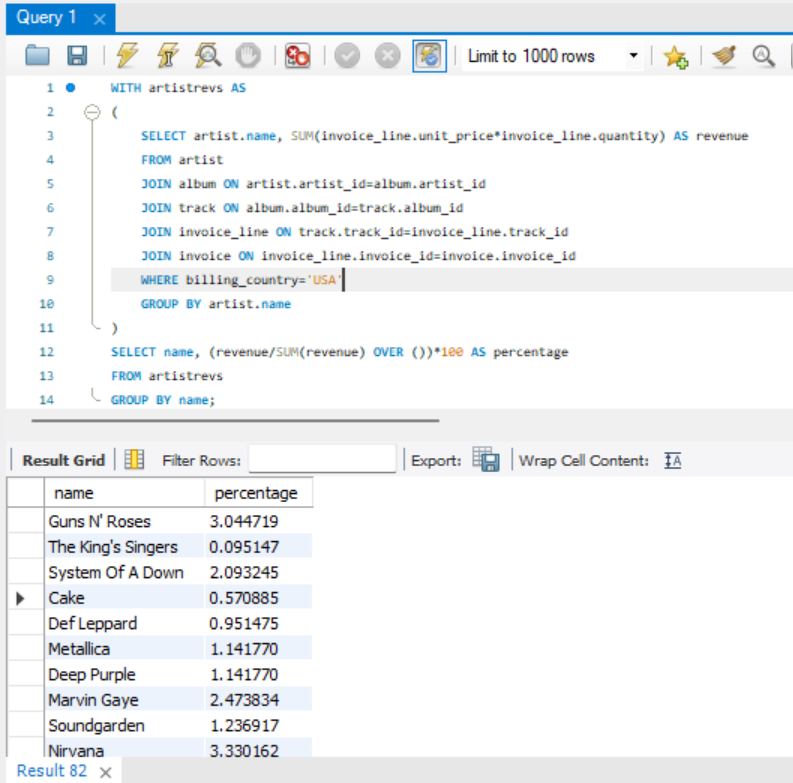 Query 1
Limit to 1000 rows
1 WITH artistrevs AS
2 (
3 SELECT artist.name, SUM(invoice_line.unit_price*invoice_line.quantity) AS revenue
4 FROM artist
5 JOIN album ON artist.artist_id=album.artist_id
6 JOIN track ON album.album_id=track.album_id
7 JOIN invoice_line ON track.track_id=invoice_line.track_id
8 JOIN invoice ON invoice_line.invoice_id=invoice.invoice_id
9 WHERE billing_country='USA'
10 GROUP BY artist.name
11 )
12 SELECT name, (revenue/SUM(revenue) OVER ())*100 AS percentage
13 FROM artistrevs
14 GROUP BY name;
Result Grid Filter Rows: Export: Wrap Cell Content: IA
name percentage
Guns N' Roses 3.044719
The King's Singers 0.095147
System Of A Down 2.093245
Cake 0.570885
Def Leppard 0.951475
Metallica 1.141770
Deep Purple 1.141770
Marvin Gaye 2.473834
Soundgarden 1.236917
Nirvana 3.330162
Result 82